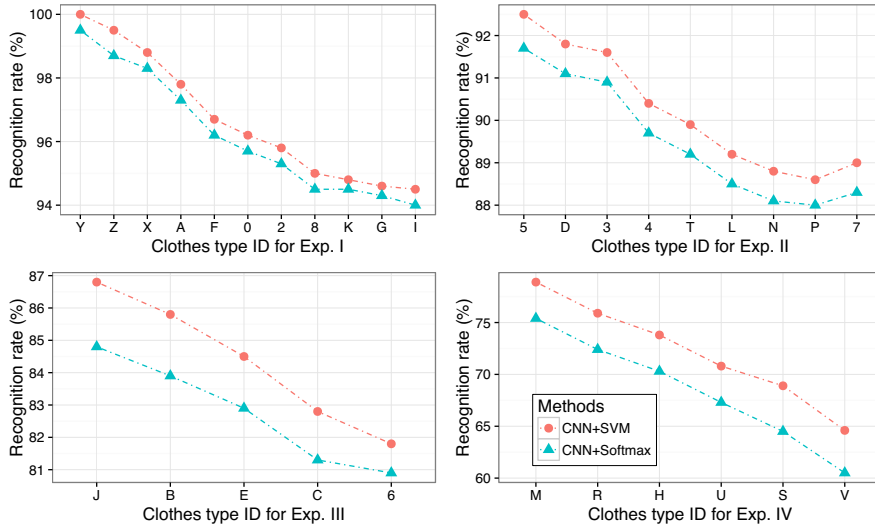 Recognition rate (%)
100
98
96
94
Y Z X A F 0 2 8 K G I
Clothes type ID for Exp. I
Recognition rate (%)
92
91
90
89
88
5 D 3 4 T L N P 7
Clothes type ID for Exp. II
Recognition rate (%)
87
86
85
84
83
82
81
J B E C 6
Clothes type ID for Exp. III
Recognition rate (%)
75
70
65
60
Methods
CNN+SVM
CNN+Softmax
M R H U S V
Clothes type ID for Exp. IV